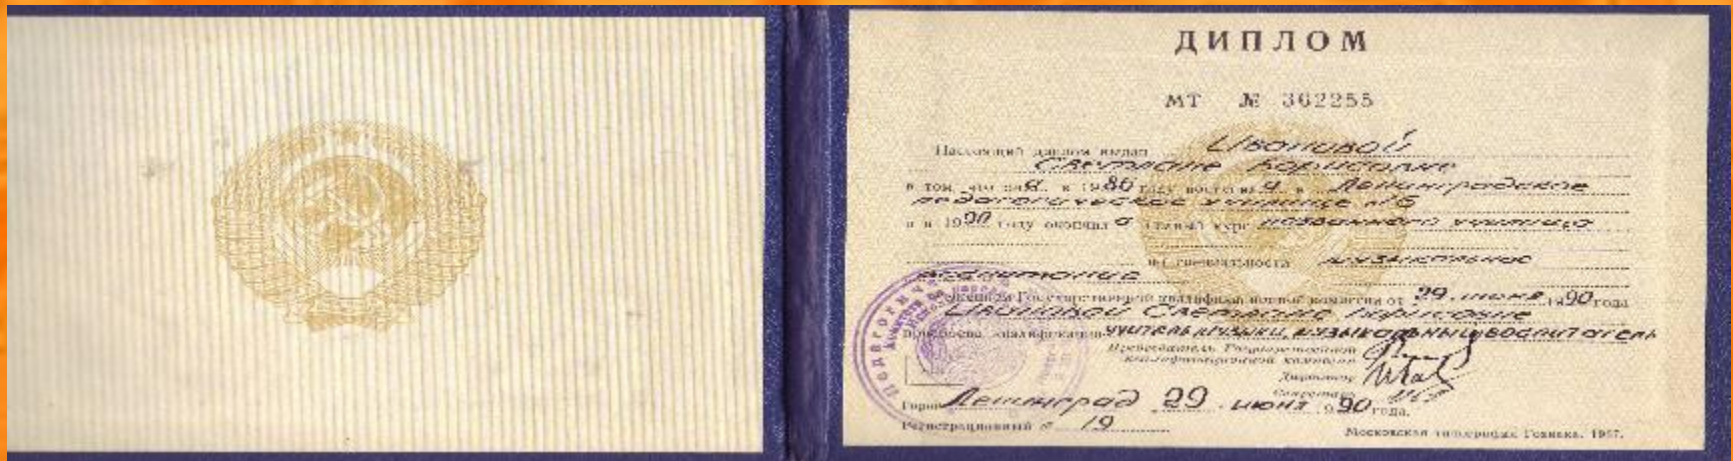 ДИПЛОМ
МТ № 362255
Настоящий диплом выдан Ивановой
Светлане Борисовне
в том, что она в 1986 году поступила в Ленинградское
педагогическое училище №6
и в 1990 году окончила полный курс названного училища
по специальности музыкальное
воспитание
Решением Государственной квалификационной комиссии от 29 июня 1990 года
Ивановой Светлане Борисовне
присвоена квалификация учитель музыки, музыкальный воспитатель
Председатель Государственной
квалификационной комиссии
Директор
Секретарь
Город Ленинград 29 июня 1990 года.
Регистрационный № 19
Московская типография Гознака. 1987.